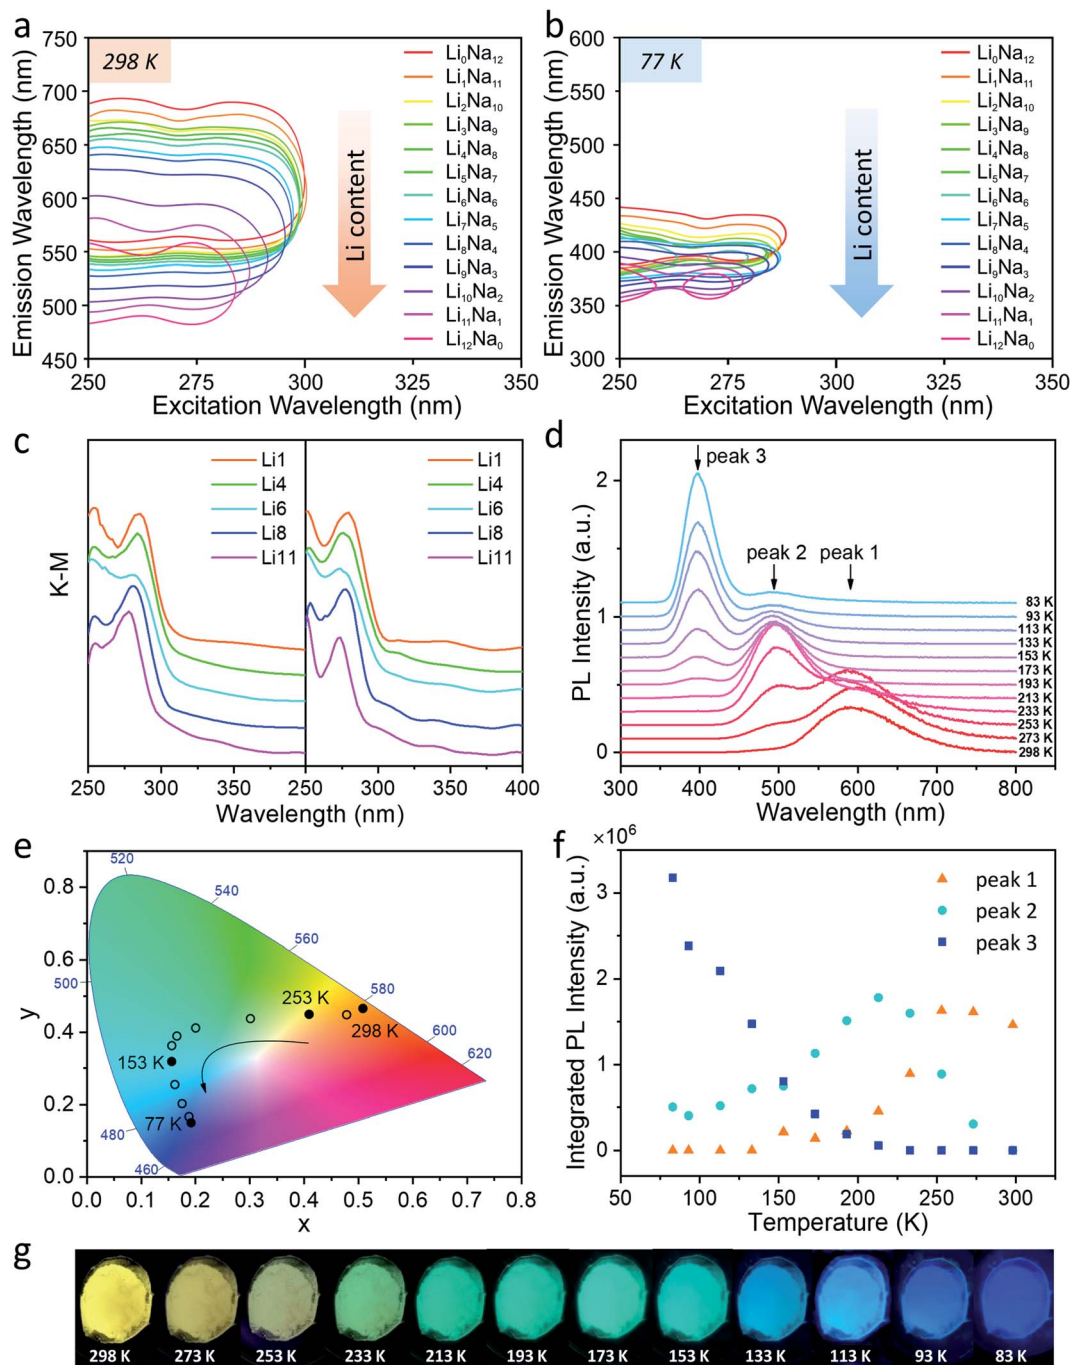 a
750
700
650
600
550
500
450
250
275
300
325
350
Emission Wavelength (nm)
Excitation Wavelength (nm)
298 K
Li content
Li₀Na₁₂
Li₁Na₁₁
Li₂Na₁₀
Li₃Na₉
Li₄Na₈
Li₅Na₇
Li₆Na₆
Li₇Na₅
Li₈Na₄
Li₉Na₃
Li₁₀Na₂
Li₁₁Na₁
Li₁₂Na₀
b
600
550
500
450
400
350
300
250
275
300
325
350
Emission Wavelength (nm)
Excitation Wavelength (nm)
77 K
Li content
Li₀Na₁₂
Li₁Na₁₁
Li₂Na₁₀
Li₃Na₉
Li₄Na₈
Li₅Na₇
Li₆Na₆
Li₇Na₅
Li₈Na₄
Li₉Na₃
Li₁₀Na₂
Li₁₁Na₁
Li₁₂Na₀
c
K-M
Li1
Li4
Li6
Li8
Li11
Li1
Li4
Li6
Li8
Li11
250
300
350
250
300
350
400
Wavelength (nm)
d
PL Intensity (a.u.)
2
1
0
peak 3
peak 2
peak 1
83 K
93 K
113 K
133 K
153 K
173 K
193 K
213 K
233 K
253 K
273 K
298 K
300
400
500
600
700
800
Wavelength (nm)
e
y
0.8
0.6
0.4
0.2
0.0
520
540
560
580
600
620
500
480
460
253 K
298 K
153 K
77 K
0.0
0.1
0.2
0.3
0.4
0.5
0.6
0.7
0.8
x
f
×10⁶
Integrated PL Intensity (a.u.)
3
2
1
0
peak 1
peak 2
peak 3
50
100
150
200
250
300
Temperature (K)
g
298 K
273 K
253 K
233 K
213 K
193 K
173 K
153 K
133 K
113 K
93 K
83 K